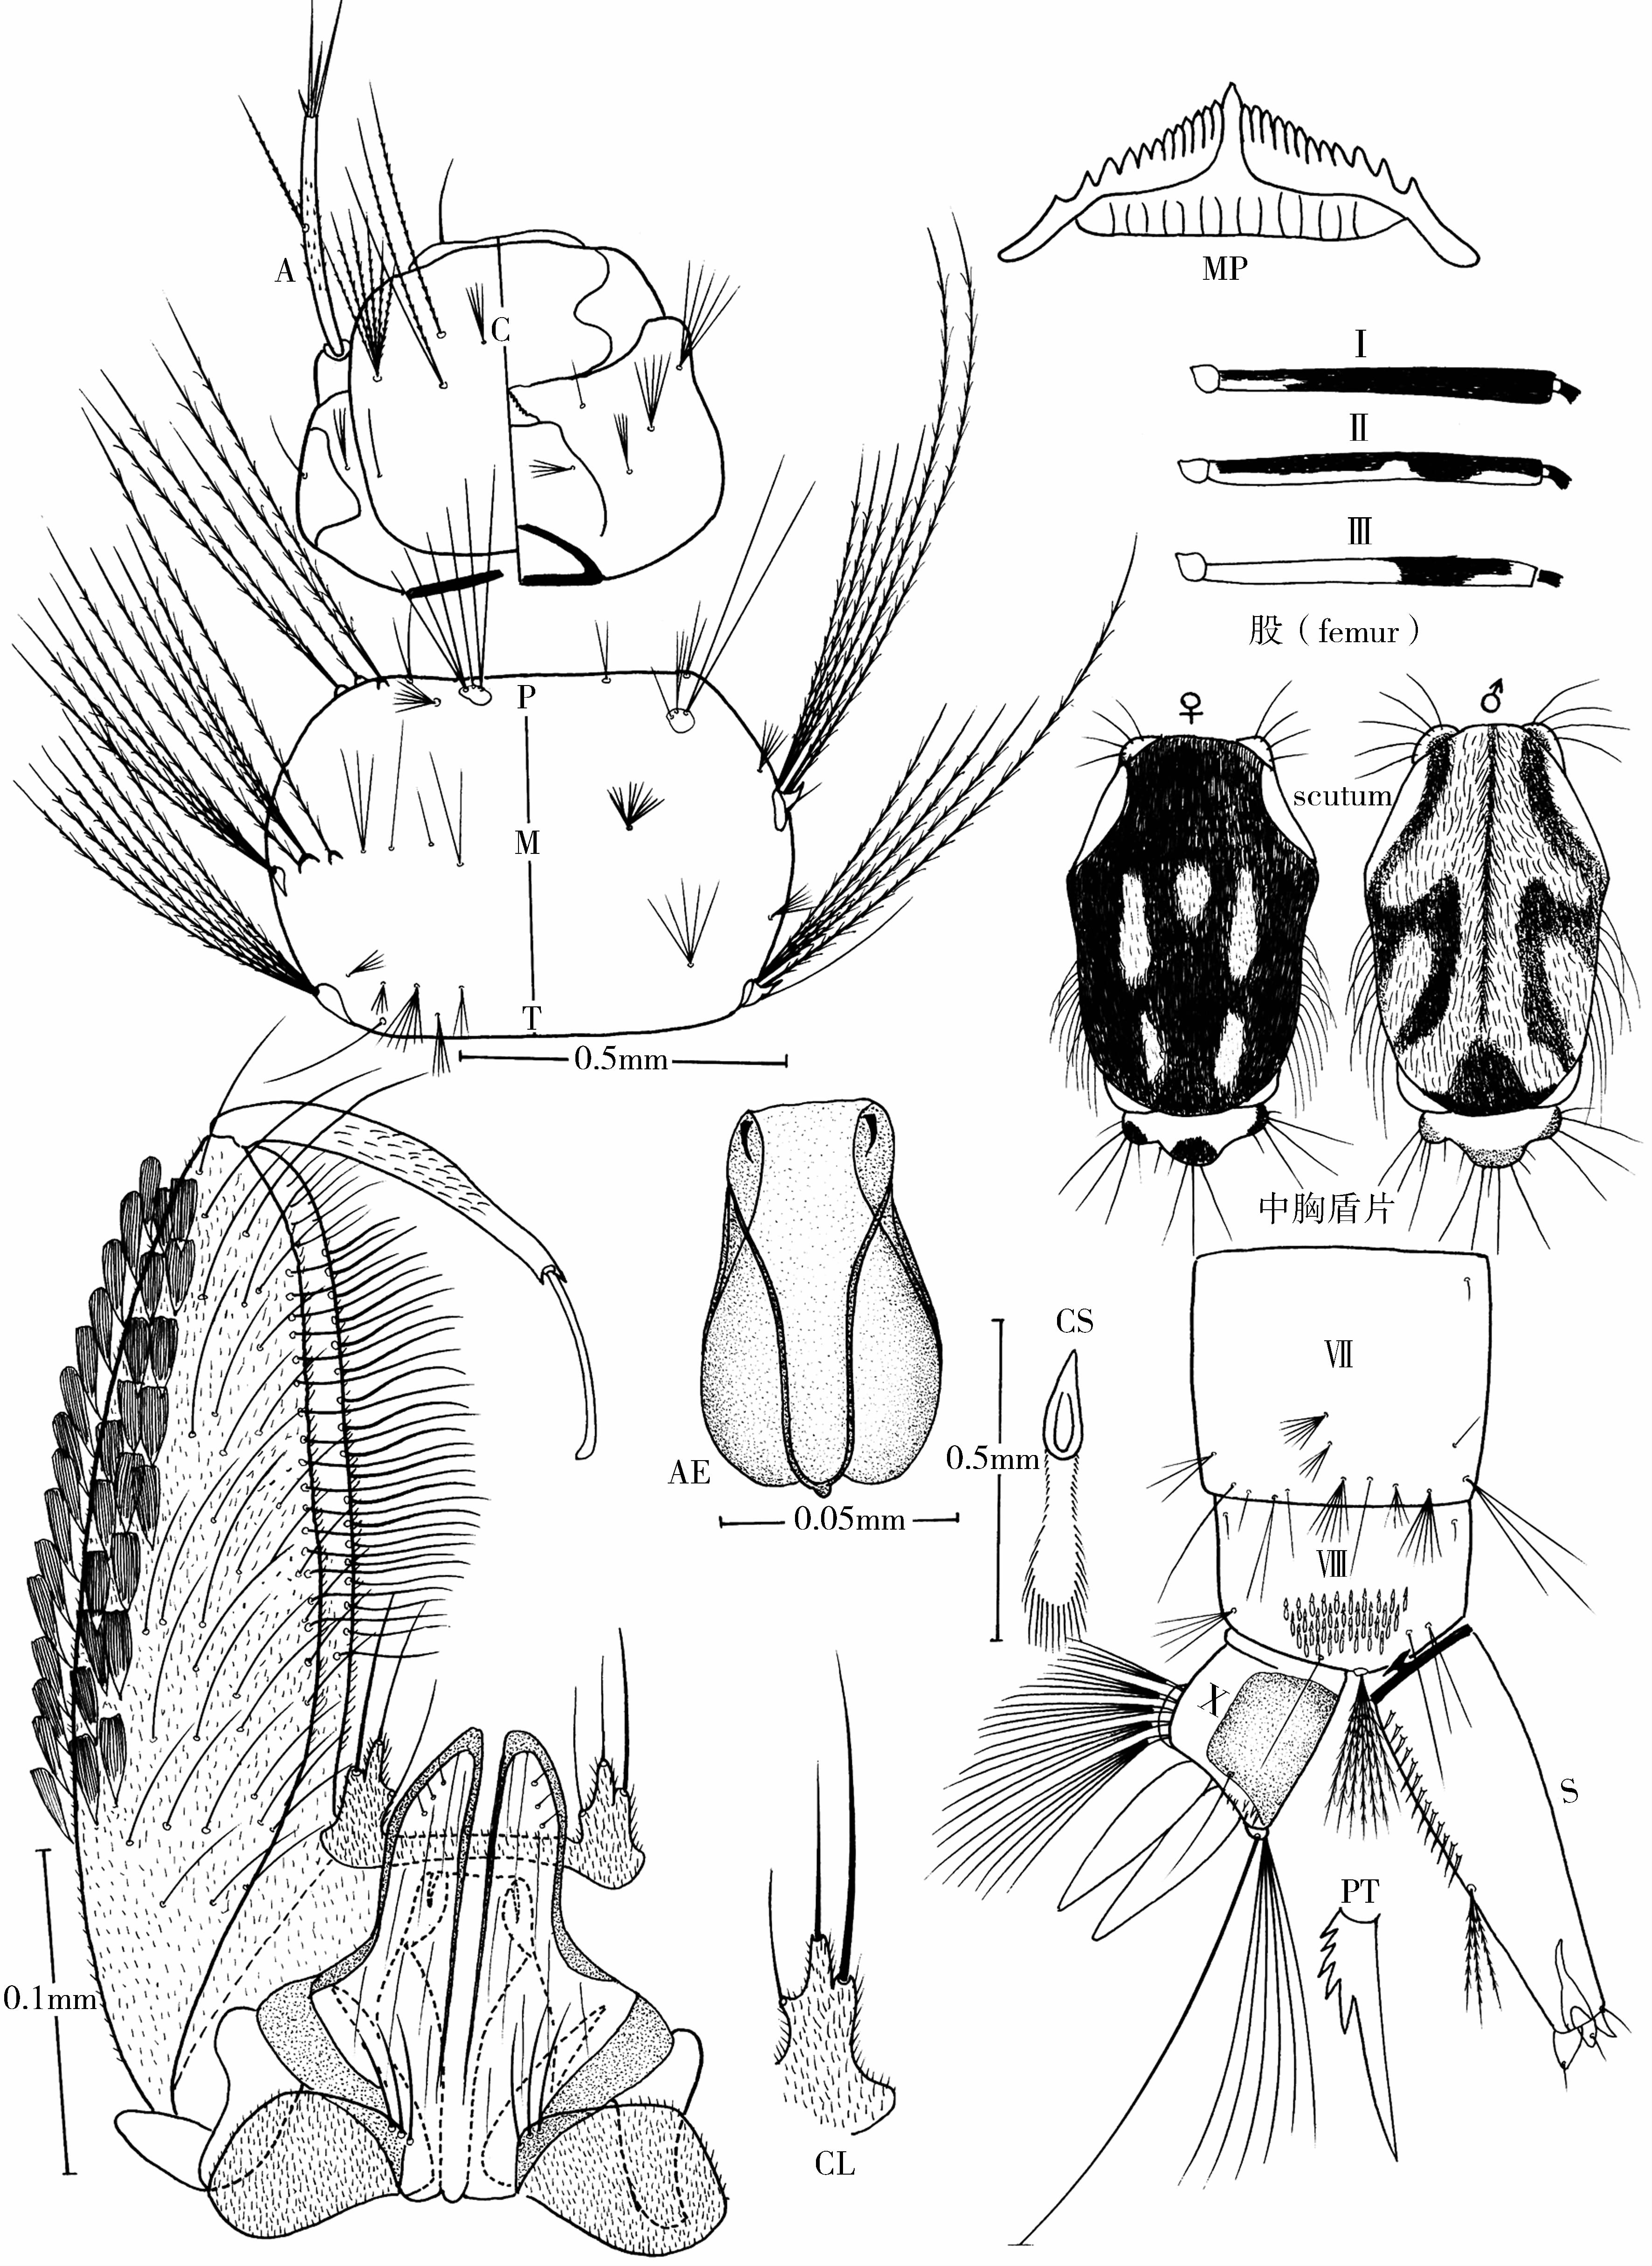 A
C
MP
I
II
III
股（femur）
P
M
T
0.5mm
♀
♂
scutum
中胸盾片
AE
0.05mm
CS
0.5mm
VII
VIII
X
S
PT
0.1mm
CL